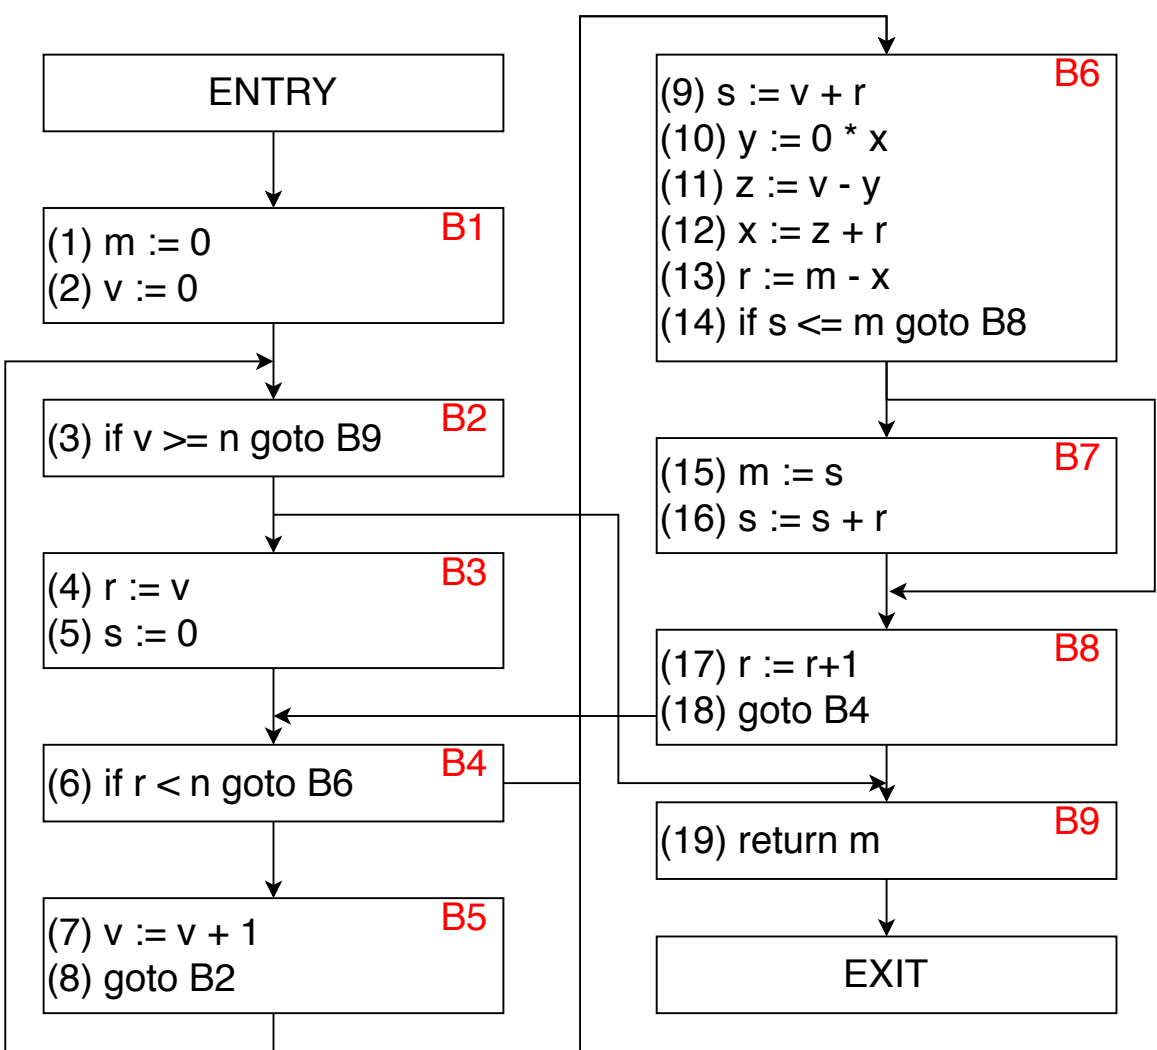 ENTRY
B1
(1) m := 0
(2) v := 0
B2
(3) if v >= n goto B9
B3
(4) r := v
(5) s := 0
B4
(6) if r < n goto B6
B5
(7) v := v + 1
(8) goto B2
B6
(9) s := v + r
(10) y := 0 * x
(11) z := v - y
(12) x := z + r
(13) r := m - x
(14) if s <= m goto B8
B7
(15) m := s
(16) s := s + r
B8
(17) r := r+1
(18) goto B4
B9
(19) return m
EXIT